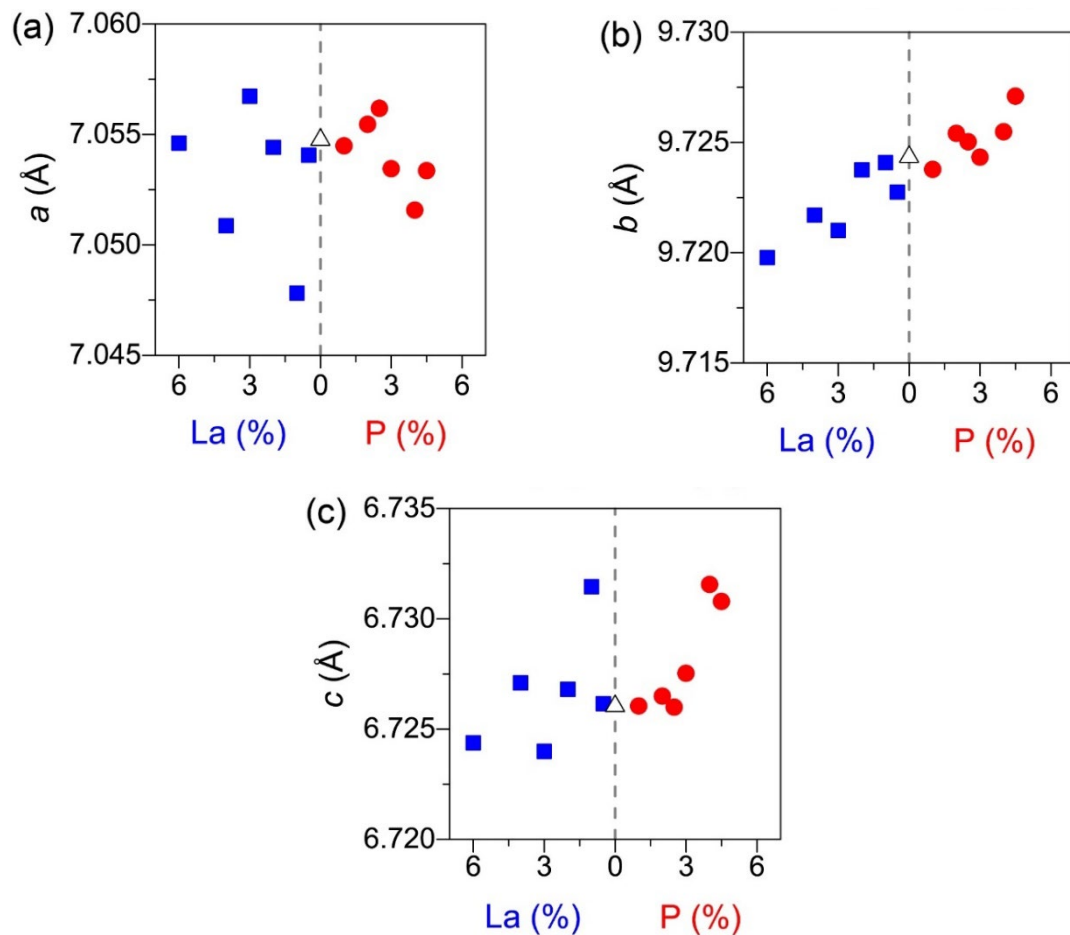 (a)
7.060
7.055
7.050
7.045
a (Å)
6 3 0 3 6
La (%) P (%)
(b)
9.730
9.725
9.720
9.715
b (Å)
6 3 0 3 6
La (%) P (%)
(c)
6.735
6.730
6.725
6.720
c (Å)
6 3 0 3 6
La (%) P (%)